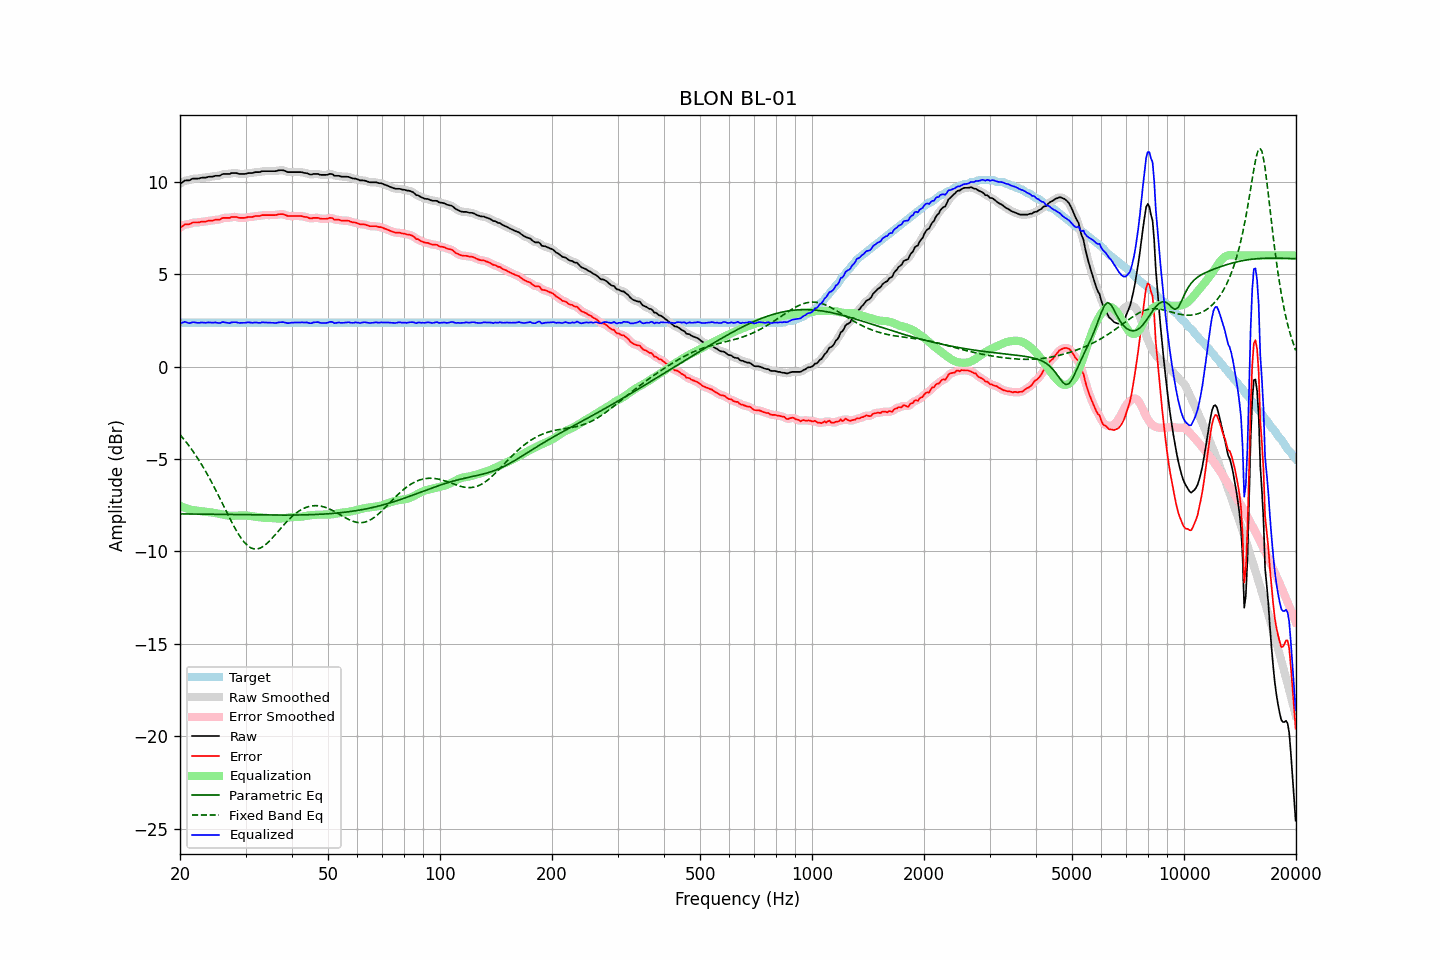 BLON BL-01
Amplitude (dBr)
10
5
0
−5
−10
−15
−20
−25
Target
Raw Smoothed
Error Smoothed
Raw
Error
Equalization
Parametric Eq
Fixed Band Eq
Equalized
20 50 100 200 500 1000 2000 5000 10000 20000
Frequency (Hz)